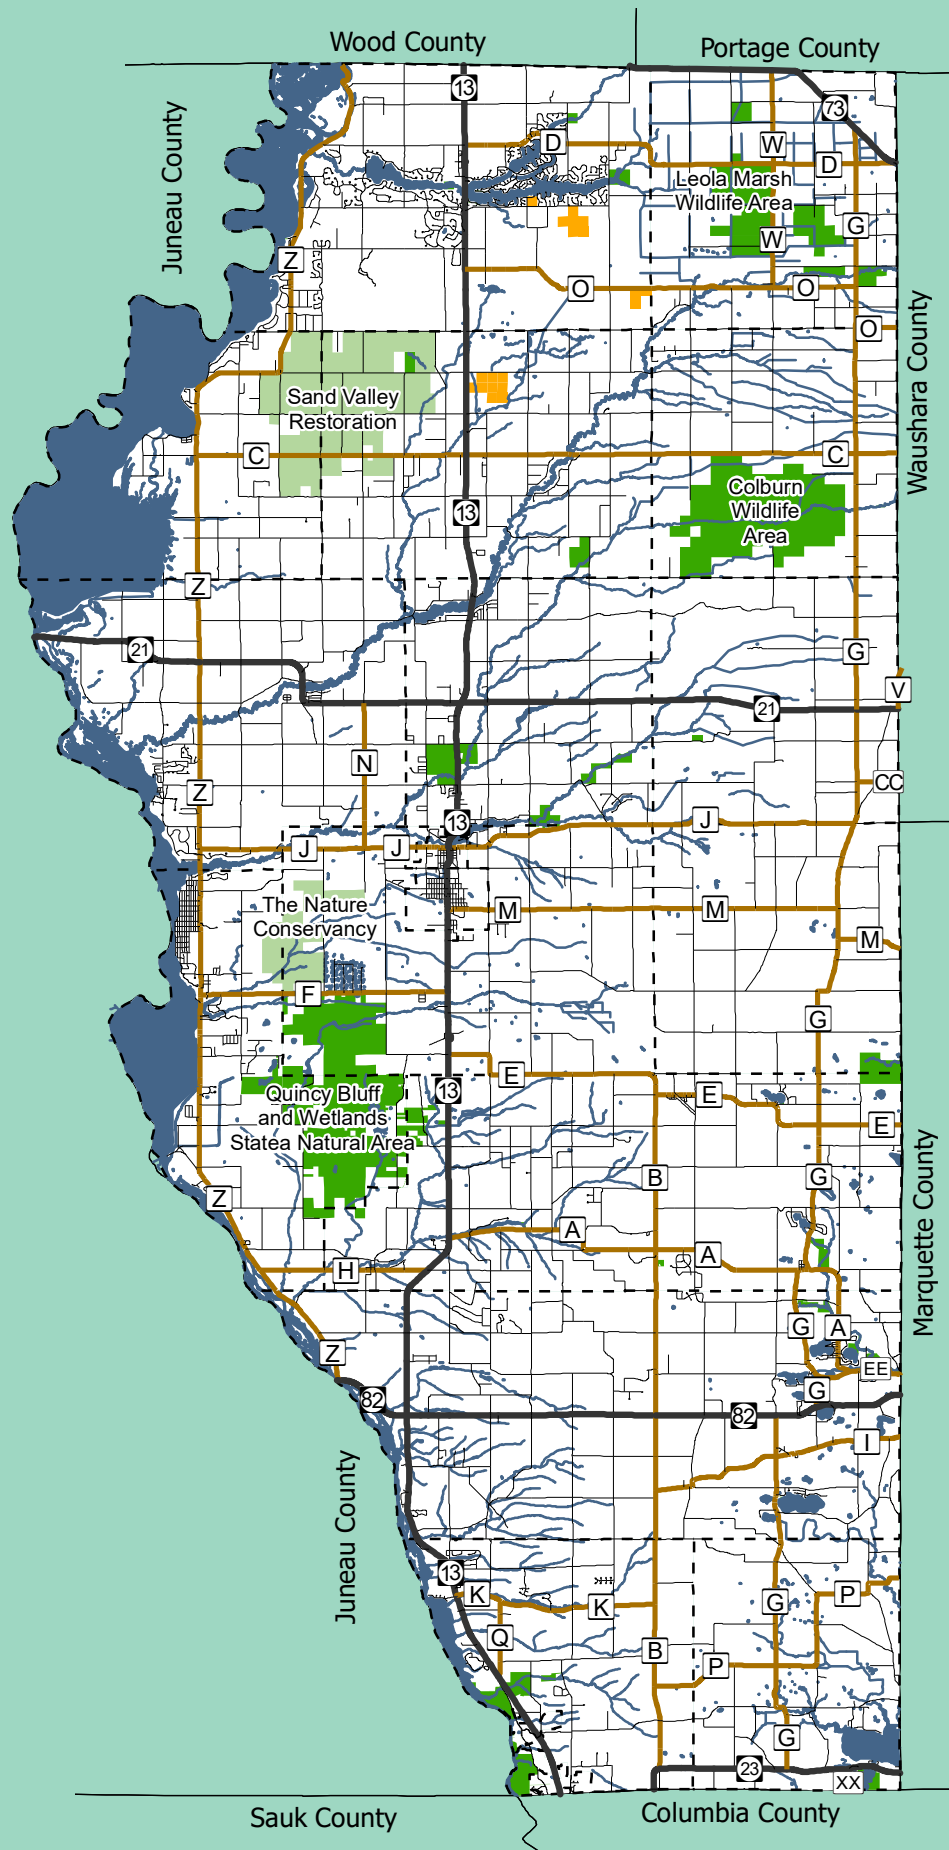 Wood County
Portage County
13
73
Juneau County
D
W
D
Leola Marsh
Wildlife Area
W
G
Z
O
O
O
Waushara County
Sand Valley
Restoration
C
C
Colburn
Wildlife
Area
13
Z
21
G
V
21
N
CC
Z
13
J
J
J
The Nature
Conservancy
M
M
M
F
G
E
13
Quincy Bluff
and Wetlands
Statea Natural Area
E
E
Marquette County
B
G
Z
A
A
H
G
A
Z
EE
82
G
82
I
Juneau County
13
K
K
G
P
Q
B
P
G
23
XX
Sauk County
Columbia County